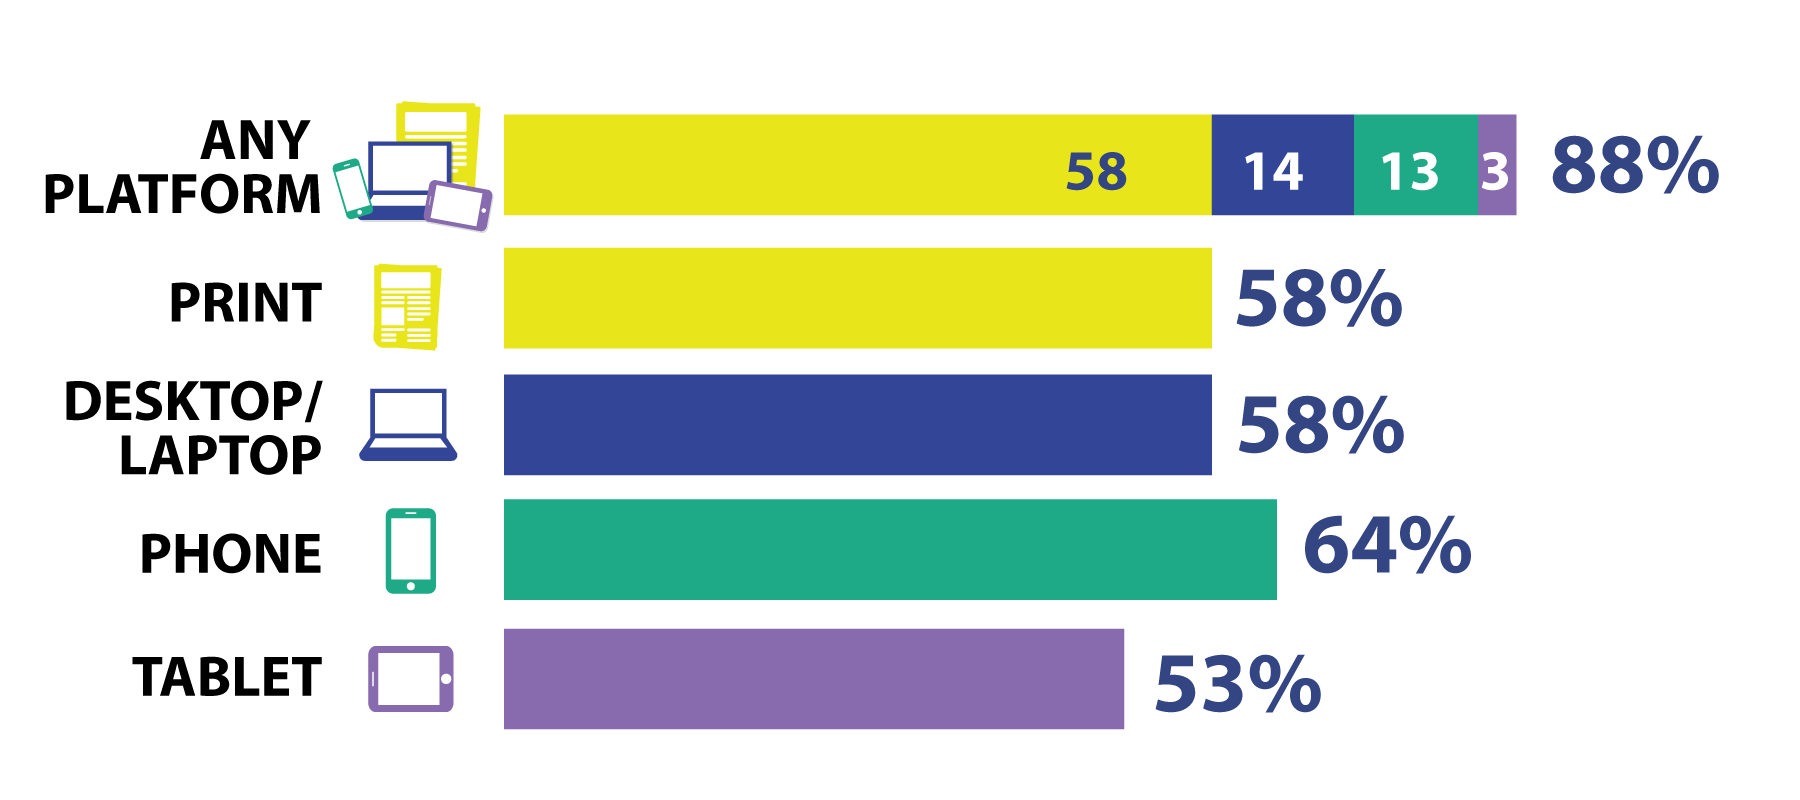 ANY
PLATFORM
58 14 13 3 88%
PRINT 58%
DESKTOP/
LAPTOP
58%
PHONE 64%
TABLET 53%